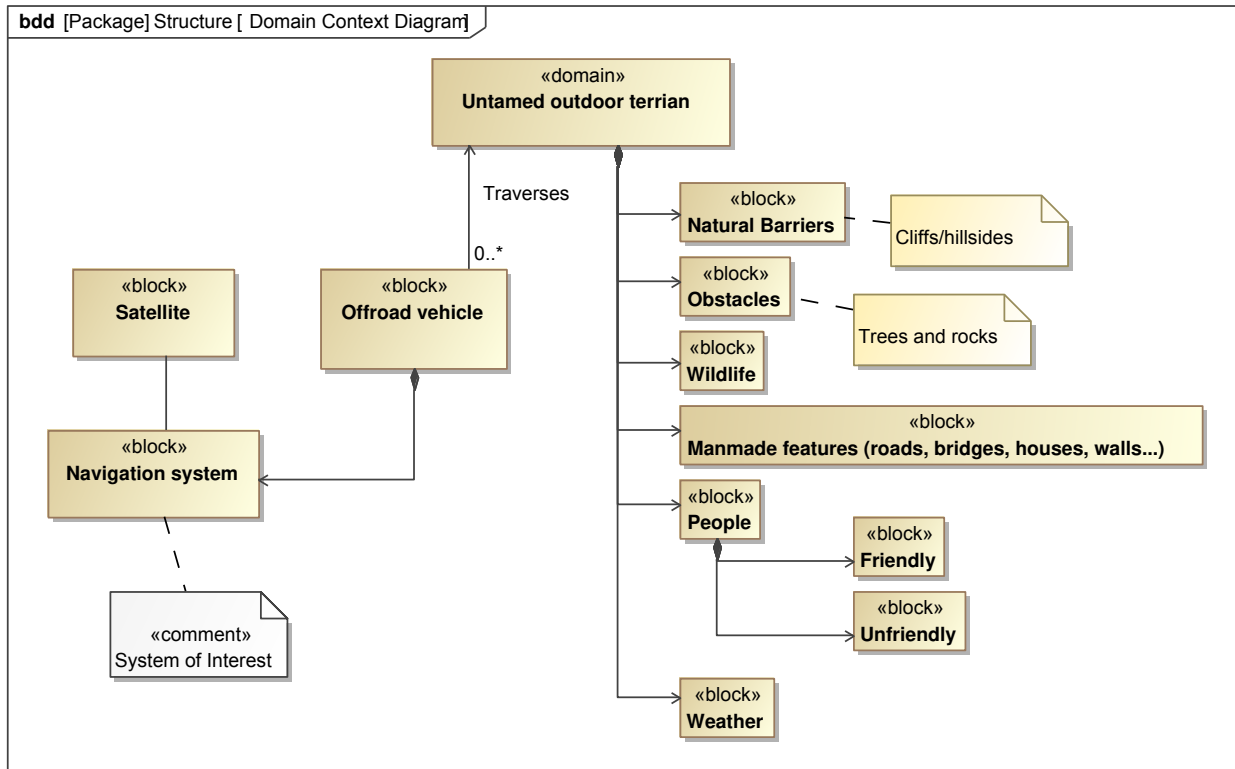 bdd [Package] Structure [ Domain Context Diagram]
«domain»
Untamed outdoor terrian
Traverses
0..*
«block»
Natural Barriers
Cliffs/hillsides
«block»
Satellite
«block»
Offroad vehicle
«block»
Obstacles
Trees and rocks
«block»
Wildlife
«block»
Manmade features (roads, bridges, houses, walls...)
«block»
Navigation system
«block»
People
«block»
Friendly
«block»
Unfriendly
«comment»
System of Interest
«block»
Weather